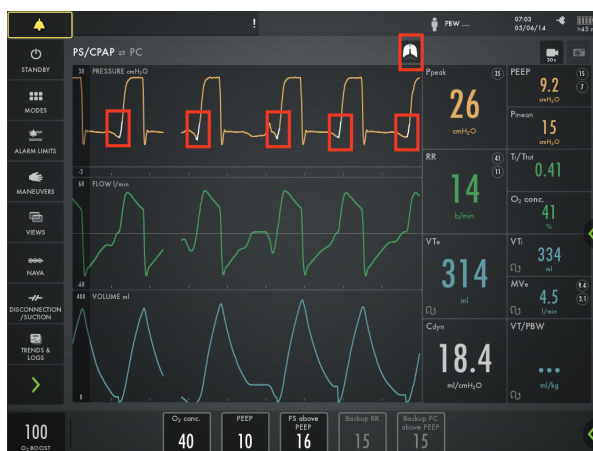 !
PBW ....
07:03
05/06/14
>45
PS/CPAP ⇄ PC
30 s
STANDBY
MODES
ALARM LIMITS
MANEUVERS
VIEWS
NAVA
DISCONNECTION
/SUCTION
TRENDS &
LOGS
100
O₂ BOOST
30 PRESSURE cmH₂O
-3
60 FLOW l/min
-60
400 VOLUME ml
0
Ppeak 35
26
cmH₂O
PEEP 15
7
9.2
cmH₂O
Pmean
15
cmH₂O
RR 41
11
14
b/min
Ti/Ttot
0.41
O₂ conc.
41
%
VTe
314
ml
VTi
334
ml
MVe 9.4
3.1
4.5
l/min
Cdyn
18.4
ml/cmH₂O
VT/PBW
...
ml/kg
O₂ conc.
40
PEEP
10
PS above
PEEP
16
Backup RR
15
Backup PC
above PEEP
15